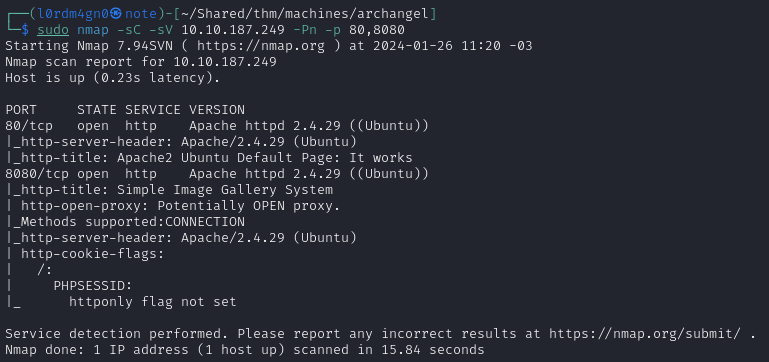 ┌──(l0rdm4gn0㉿note)-[~/Shared/thm/machines/archangel]
└─$ sudo nmap -sC -sV 10.10.187.249 -Pn -p 80,8080
Starting Nmap 7.94SVN ( https://nmap.org ) at 2024-01-26 11:20 -03
Nmap scan report for 10.10.187.249
Host is up (0.23s latency).

PORT     STATE SERVICE VERSION
80/tcp   open  http    Apache httpd 2.4.29 ((Ubuntu))
|_http-server-header: Apache/2.4.29 (Ubuntu)
|_http-title: Apache2 Ubuntu Default Page: It works
8080/tcp open  http    Apache httpd 2.4.29 ((Ubuntu))
|_http-title: Simple Image Gallery System
| http-open-proxy: Potentially OPEN proxy.
|_Methods supported:CONNECTION
|_http-server-header: Apache/2.4.29 (Ubuntu)
| http-cookie-flags:
|   /:
|     PHPSESSID:
|_      httponly flag not set

Service detection performed. Please report any incorrect results at https://nmap.org/submit/ .
Nmap done: 1 IP address (1 host up) scanned in 15.84 seconds